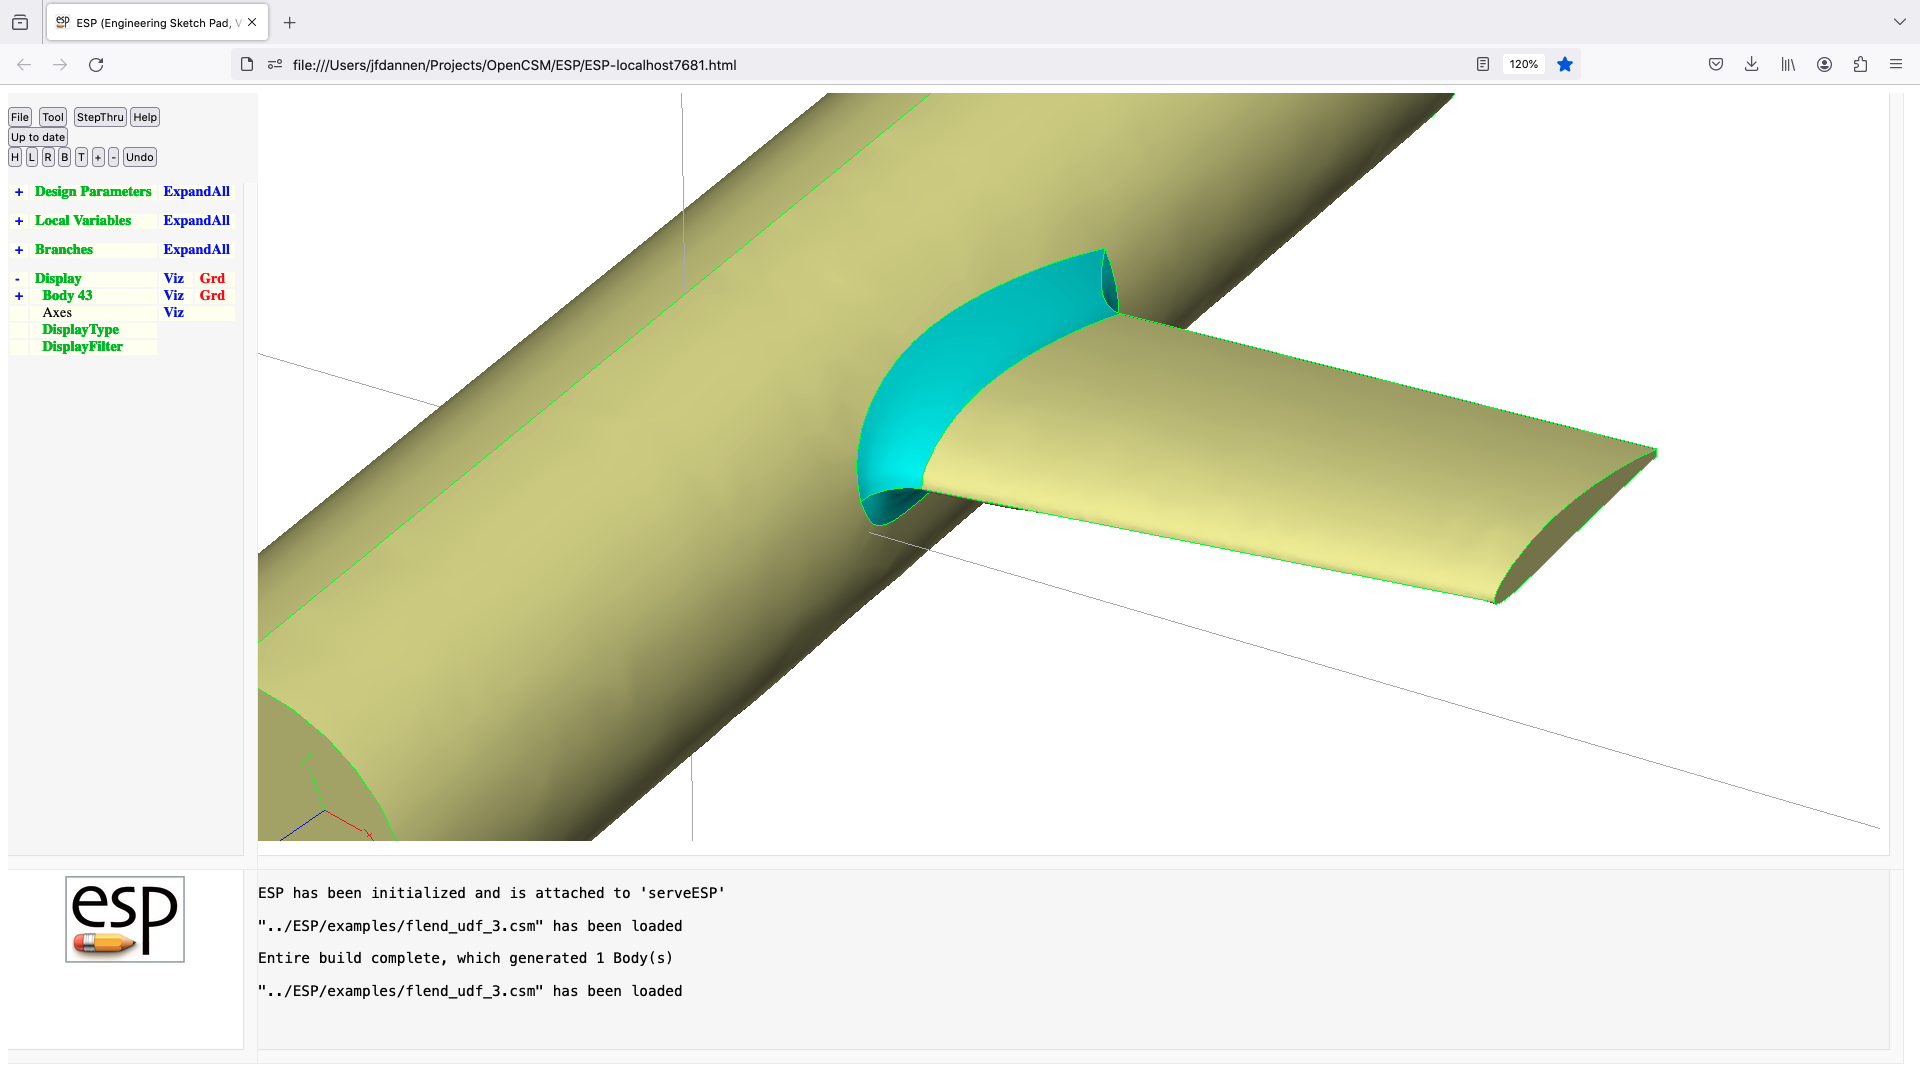 ESP (Engineering Sketch Pad, V
file:///Users/jfdannen/Projects/OpenCSM/ESP/ESP-localhost7681.html
120%
File Tool StepThru Help
Up to date
H L R B T + - Undo
+ Design Parameters ExpandAll
+ Local Variables ExpandAll
+ Branches ExpandAll
- Display Viz Grd
+ Body 43 Viz Grd
Axes Viz
DisplayType
DisplayFilter
X
esp
ESP has been initialized and is attached to 'serveESP'
"../ESP/examples/flend_udf_3.csm" has been loaded
Entire build complete, which generated 1 Body(s)
"../ESP/examples/flend_udf_3.csm" has been loaded